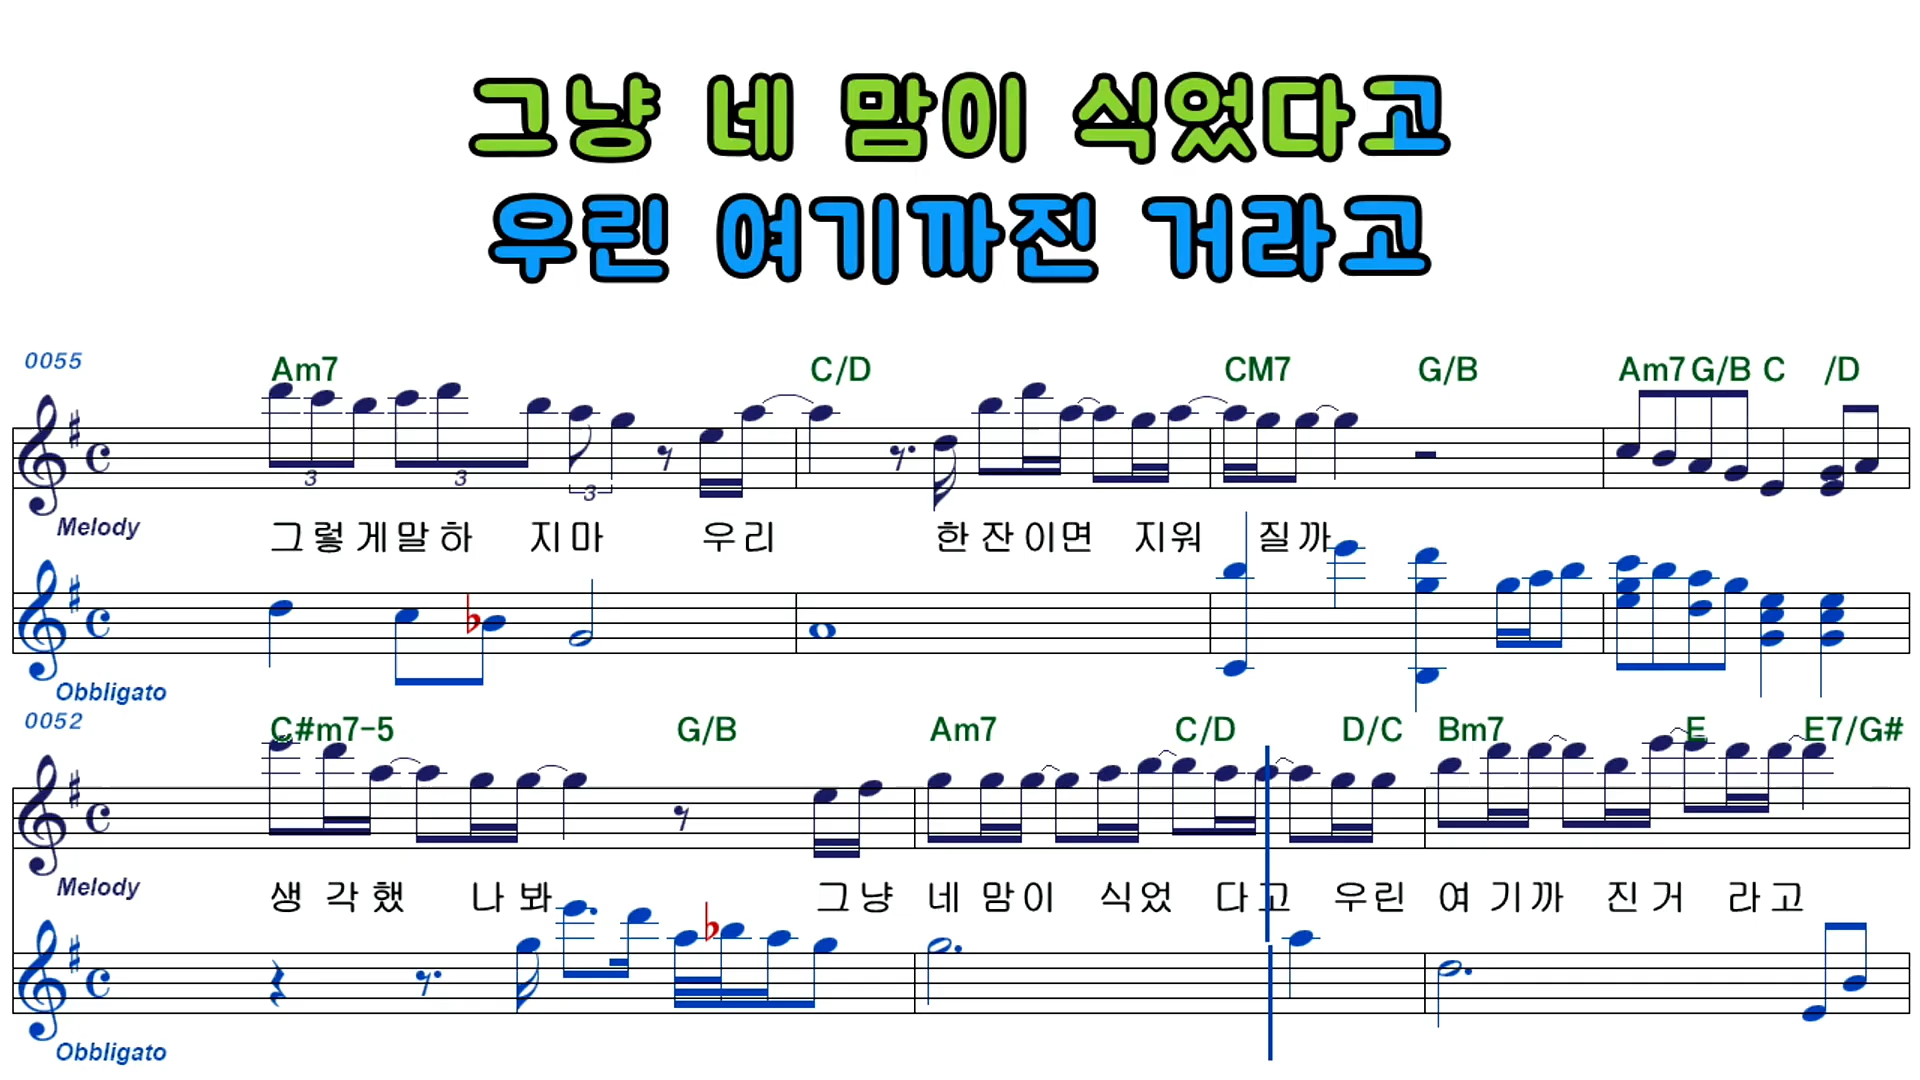 그냥 네 맘이 식었다고
우린 여기까진 거라고
0055
Am7 C/D CM7 G/B Am7 G/B C /D
3 3 3
Melody
그렇게말하 지마 우리 한잔이면 지워 질까
Obbligato
0052
C#m7-5 G/B Am7 C/D D/C Bm7 E E7/G#
Melody
생각했 나봐 그냥 네맘이 식었 다고 우린 여기까 진거 라고
Obbligato